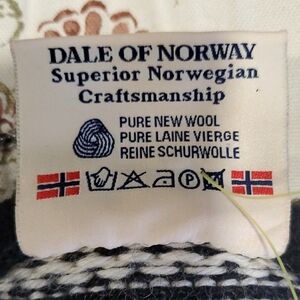 DALE OF NORWAY
Superior Norwegian
Craftsmanship
PURE NEW WOOL
PURE LAINE VIERGE
REINE SCHURWOLLE
P